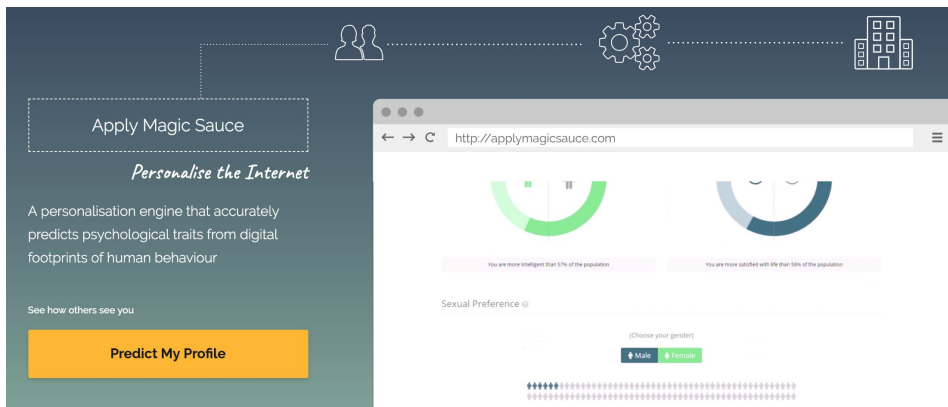 Apply Magic Sauce
Personalise the Internet
A personalisation engine that accurately
predicts psychological traits from digital
footprints of human behaviour
See how others see you
Predict My Profile
http://applymagicsauce.com
You are more intelligent than 57% of the population
You are more satisfied with life than 58% of the population
Sexual Preference
(Choose your gender)
Male
Female